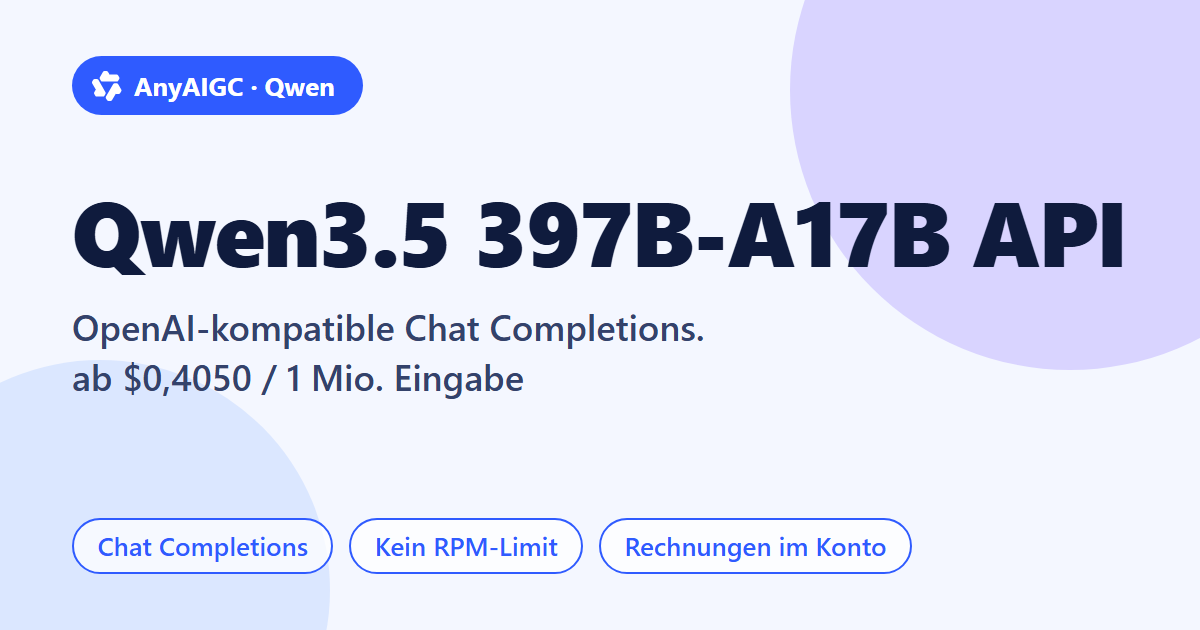 AnyAIGC · Qwen
Qwen3.5 397B-A17B API
OpenAI-kompatible Chat Completions.
ab $0,4050 / 1 Mio. Eingabe
Chat Completions
Kein RPM-Limit
Rechnungen im Konto